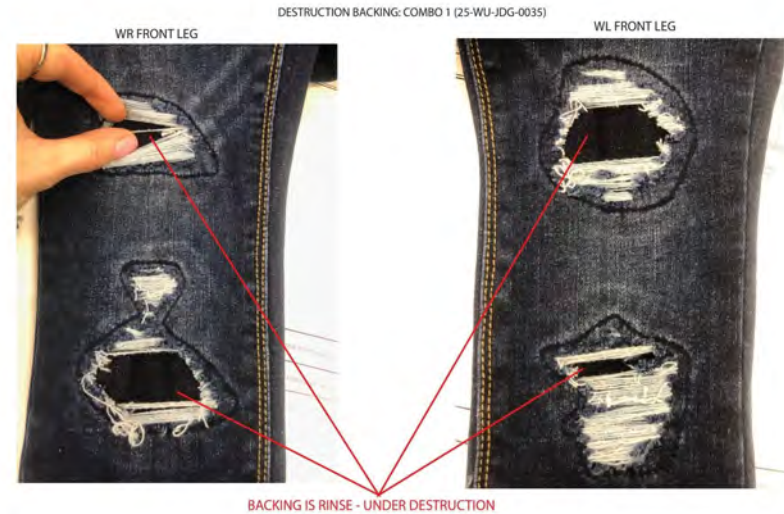 DESTRUCTION BACKING: COMBO 1 (25-WU-JDG-0035)
WR FRONT LEG
WL FRONT LEG
BACKING IS RINSE - UNDER DESTRUCTION